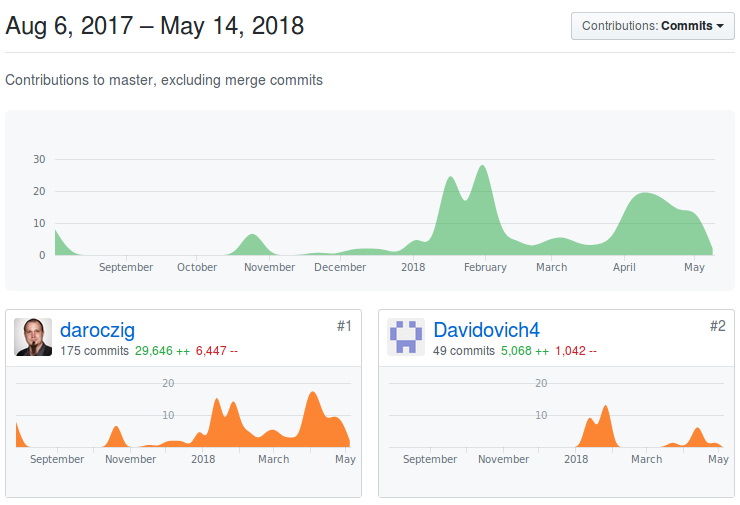 Aug 6, 2017 – May 14, 2018
Contributions: Commits
Contributions to master, excluding merge commits
30
20
10
0
September October November December 2018 February March April May
daroczig #1
175 commits 29,646 ++ 6,447 --
20
10
September November 2018 March May
Davidovich4 #2
49 commits 5,068 ++ 1,042 --
20
10
September November 2018 March May